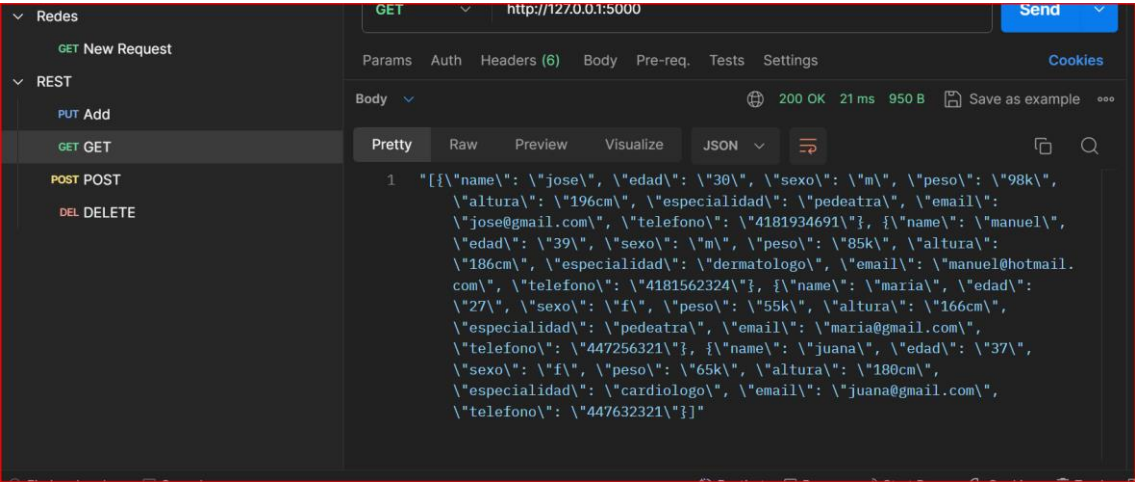 Redes
GET New Request
REST
PUT Add
GET GET
POST POST
DEL DELETE
GET http://127.0.0.1:5000 Send
Params Auth Headers (6) Body Pre-req. Tests Settings Cookies
Body 200 OK 21 ms 950 B Save as example
Pretty Raw Preview Visualize JSON
1 "[{\"name\": \"jose\", \"edad\": \"30\", \"sexo\": \"m\", \"peso\": \"98k\",
\"altura\": \"196cm\", \"especialidad\": \"pedeatra\", \"email\":
\"jose@gmail.com\", \"telefono\": \"4181934691\"}, {\"name\": \"manuel\",
\"edad\": \"39\", \"sexo\": \"m\", \"peso\": \"85k\", \"altura\":
\"186cm\", \"especialidad\": \"dermatologo\", \"email\": \"manuel@hotmail.
com\", \"telefono\": \"4181562324\"}, {\"name\": \"maria\", \"edad\":
\"27\", \"sexo\": \"f\", \"peso\": \"55k\", \"altura\": \"166cm\",
\"especialidad\": \"pedeatra\", \"email\": \"maria@gmail.com\",
\"telefono\": \"447256321\"}, {\"name\": \"juana\", \"edad\": \"37\",
\"sexo\": \"f\", \"peso\": \"65k\", \"altura\": \"180cm\",
\"especialidad\": \"cardiologo\", \"email\": \"juana@gmail.com\",
\"telefono\": \"447632321\"}]"